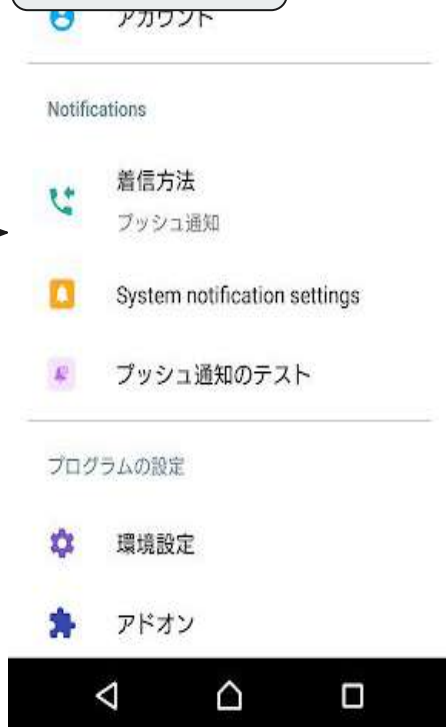 アカウント
Notifications
着信方法
プッシュ通知
System notification settings
プッシュ通知のテスト
プログラムの設定
環境設定
アドオン